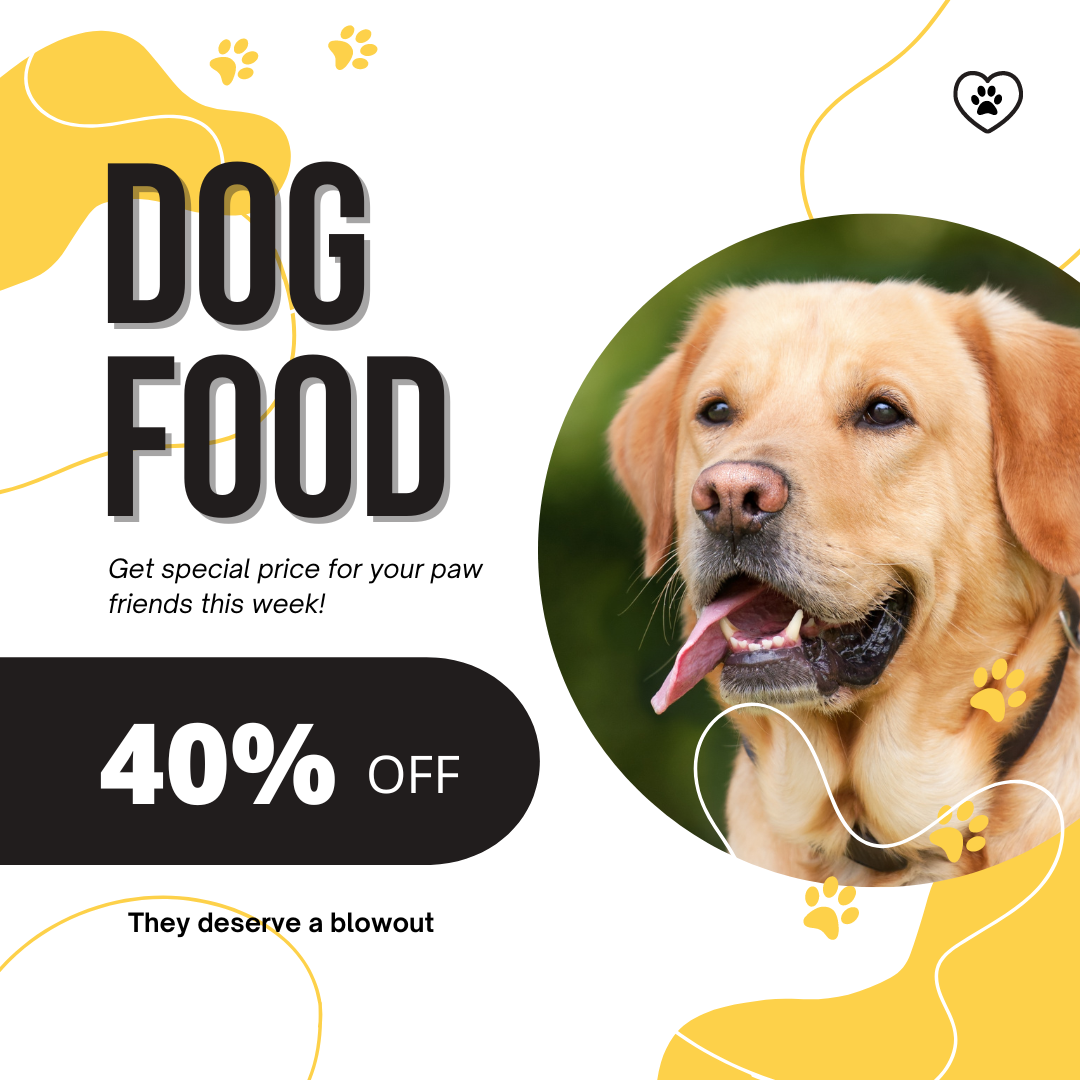 DOG
FOOD
Get special price for your paw
friends this week!
40% OFF
They deserve a blowout